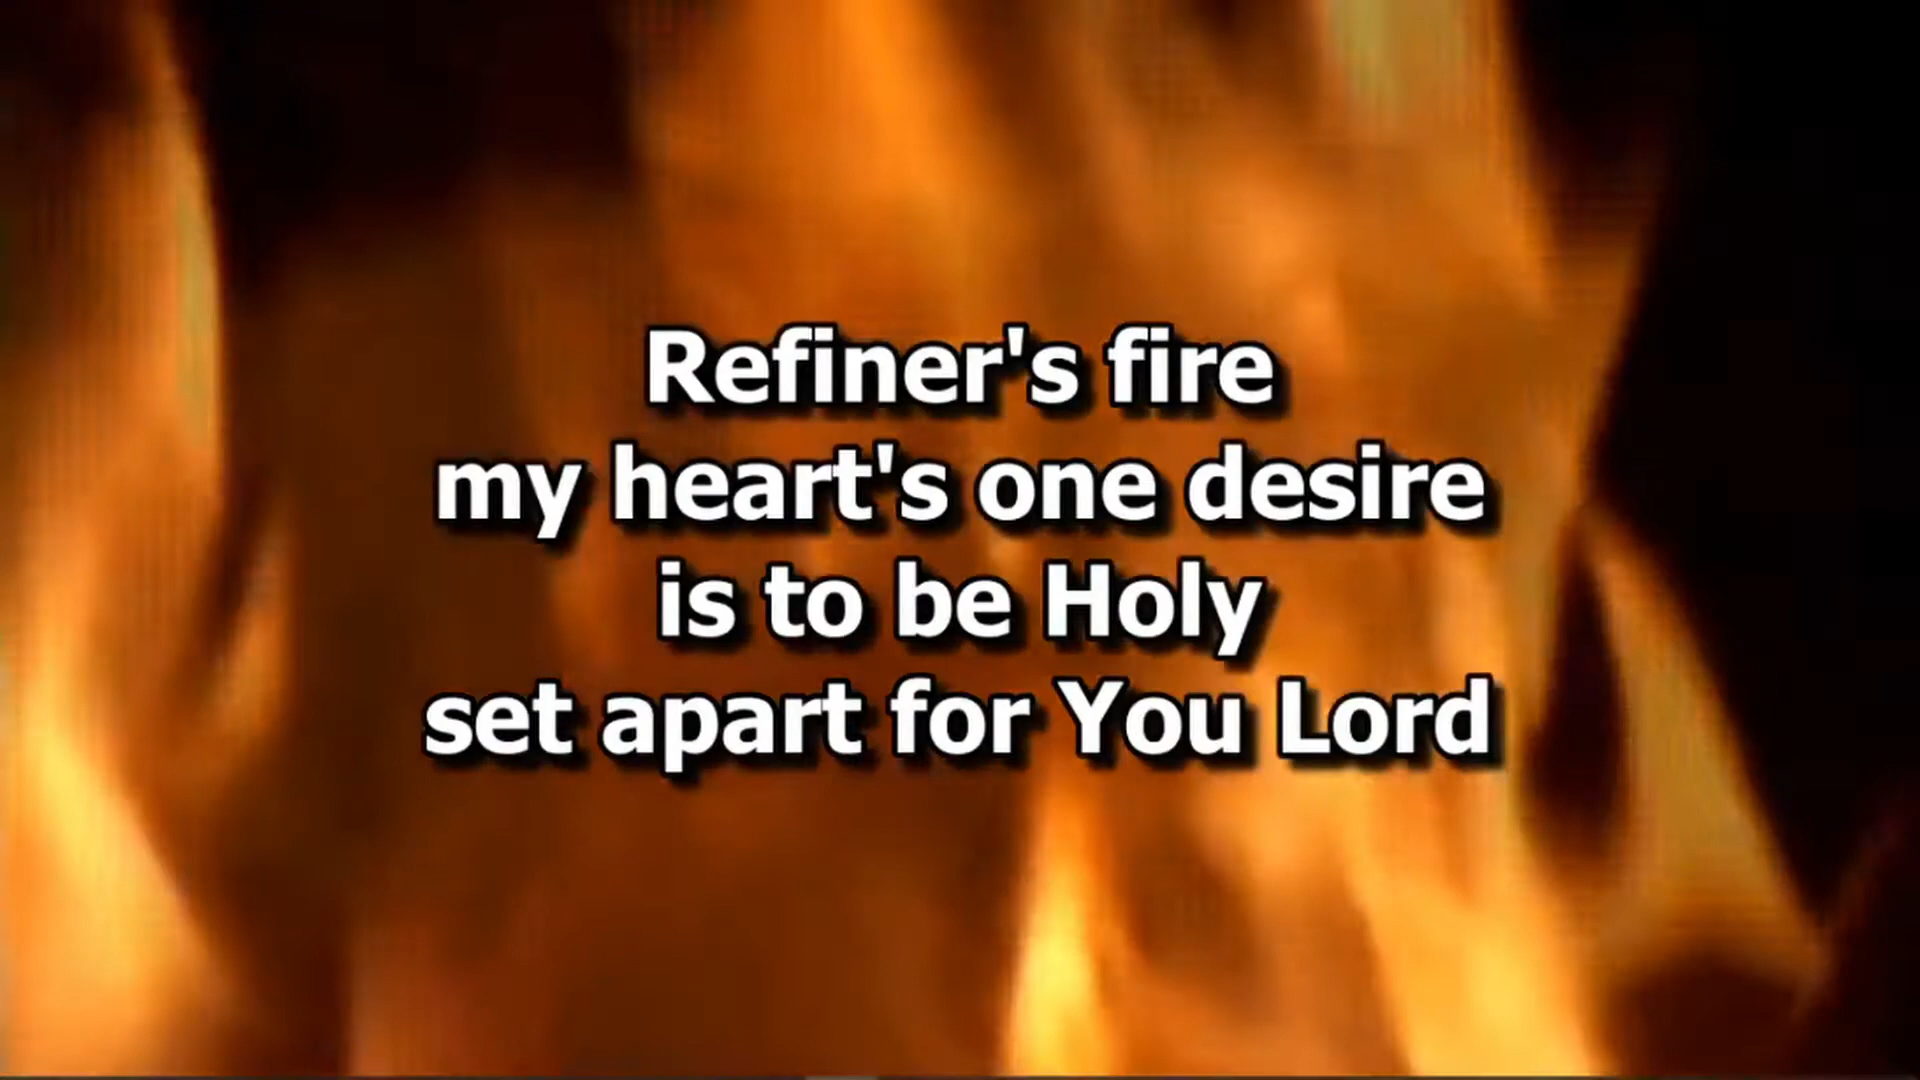 Refiner's fire
my heart's one desire
is to be Holy
set apart for You Lord